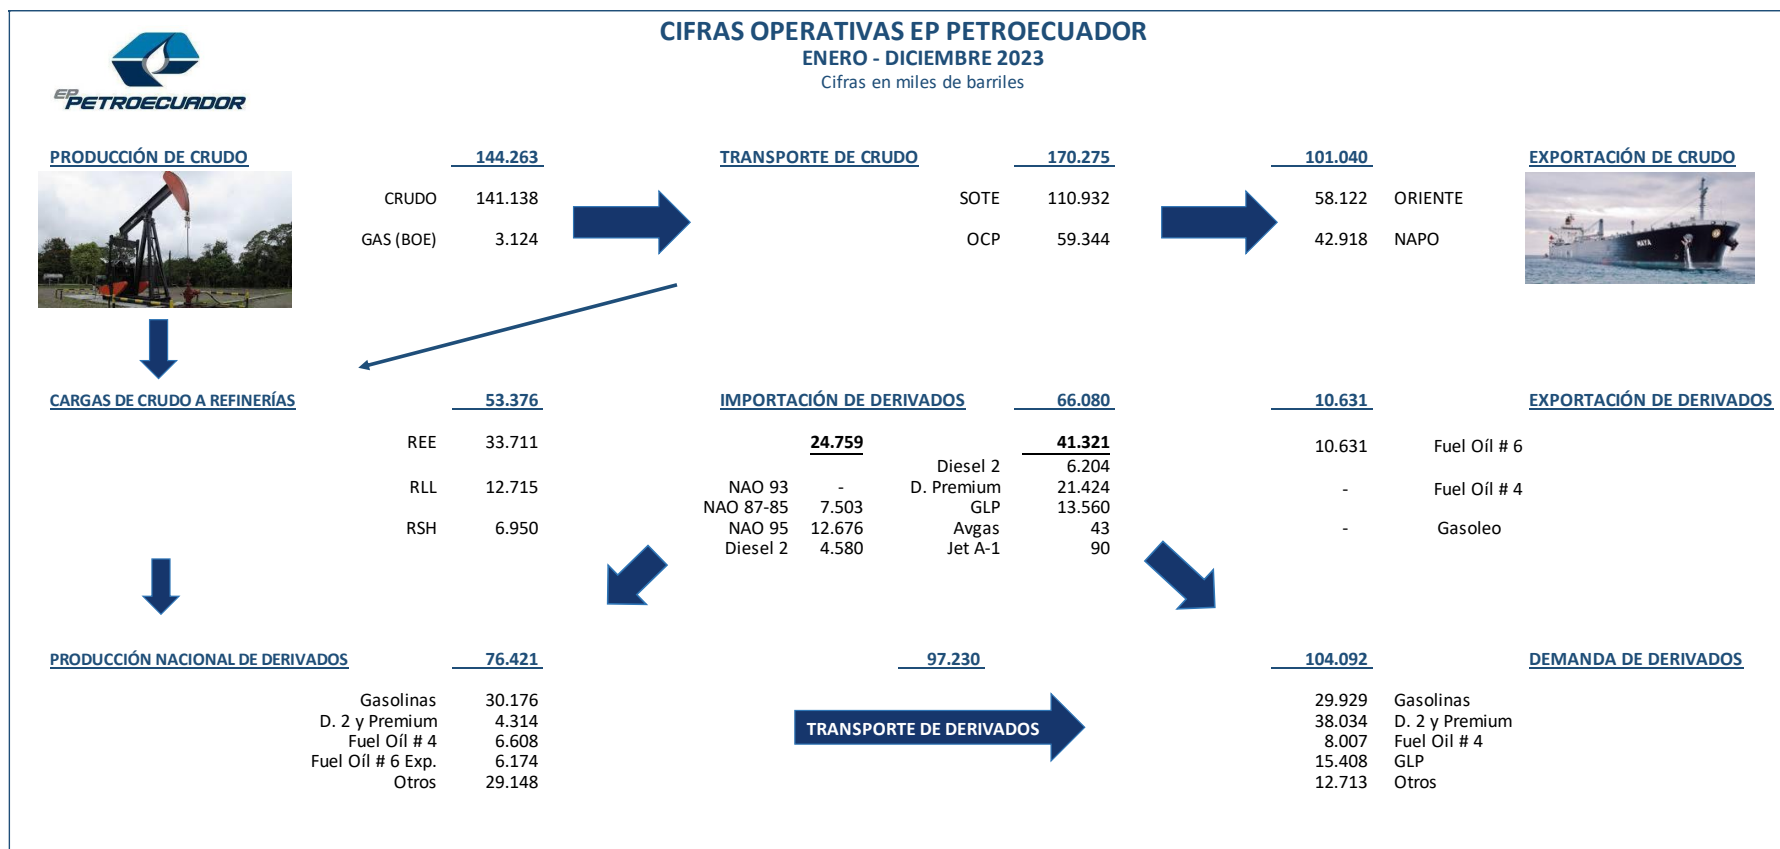 CIFRAS OPERATIVAS EP PETROECUADOR
ENERO - DICIEMBRE 2023
Cifras en miles de barriles
EP PETROECUADOR
PRODUCCIÓN DE CRUDO 144.263
CRUDO 141.138
GAS (BOE) 3.124
TRANSPORTE DE CRUDO 170.275
SOTE 110.932
OCP 59.344
101.040 EXPORTACIÓN DE CRUDO
58.122 ORIENTE
42.918 NAPO
MAYA
CARGAS DE CRUDO A REFINERÍAS 53.376
REE 33.711
RLL 12.715
RSH 6.950
IMPORTACIÓN DE DERIVADOS 66.080
24.759 41.321
Diesel 2 6.204
NAO 93 - D. Premium 21.424
NAO 87-85 7.503 GLP 13.560
NAO 95 12.676 Avgas 43
Diesel 2 4.580 Jet A-1 90
10.631 EXPORTACIÓN DE DERIVADOS
10.631 Fuel Oíl # 6
- Fuel Oíl # 4
- Gasoleo
PRODUCCIÓN NACIONAL DE DERIVADOS 76.421
Gasolinas 30.176
D. 2 y Premium 4.314
Fuel Oíl # 4 6.608
Fuel Oíl # 6 Exp. 6.174
Otros 29.148
97.230
TRANSPORTE DE DERIVADOS
104.092 DEMANDA DE DERIVADOS
29.929 Gasolinas
38.034 D. 2 y Premium
8.007 Fuel Oil # 4
15.408 GLP
12.713 Otros